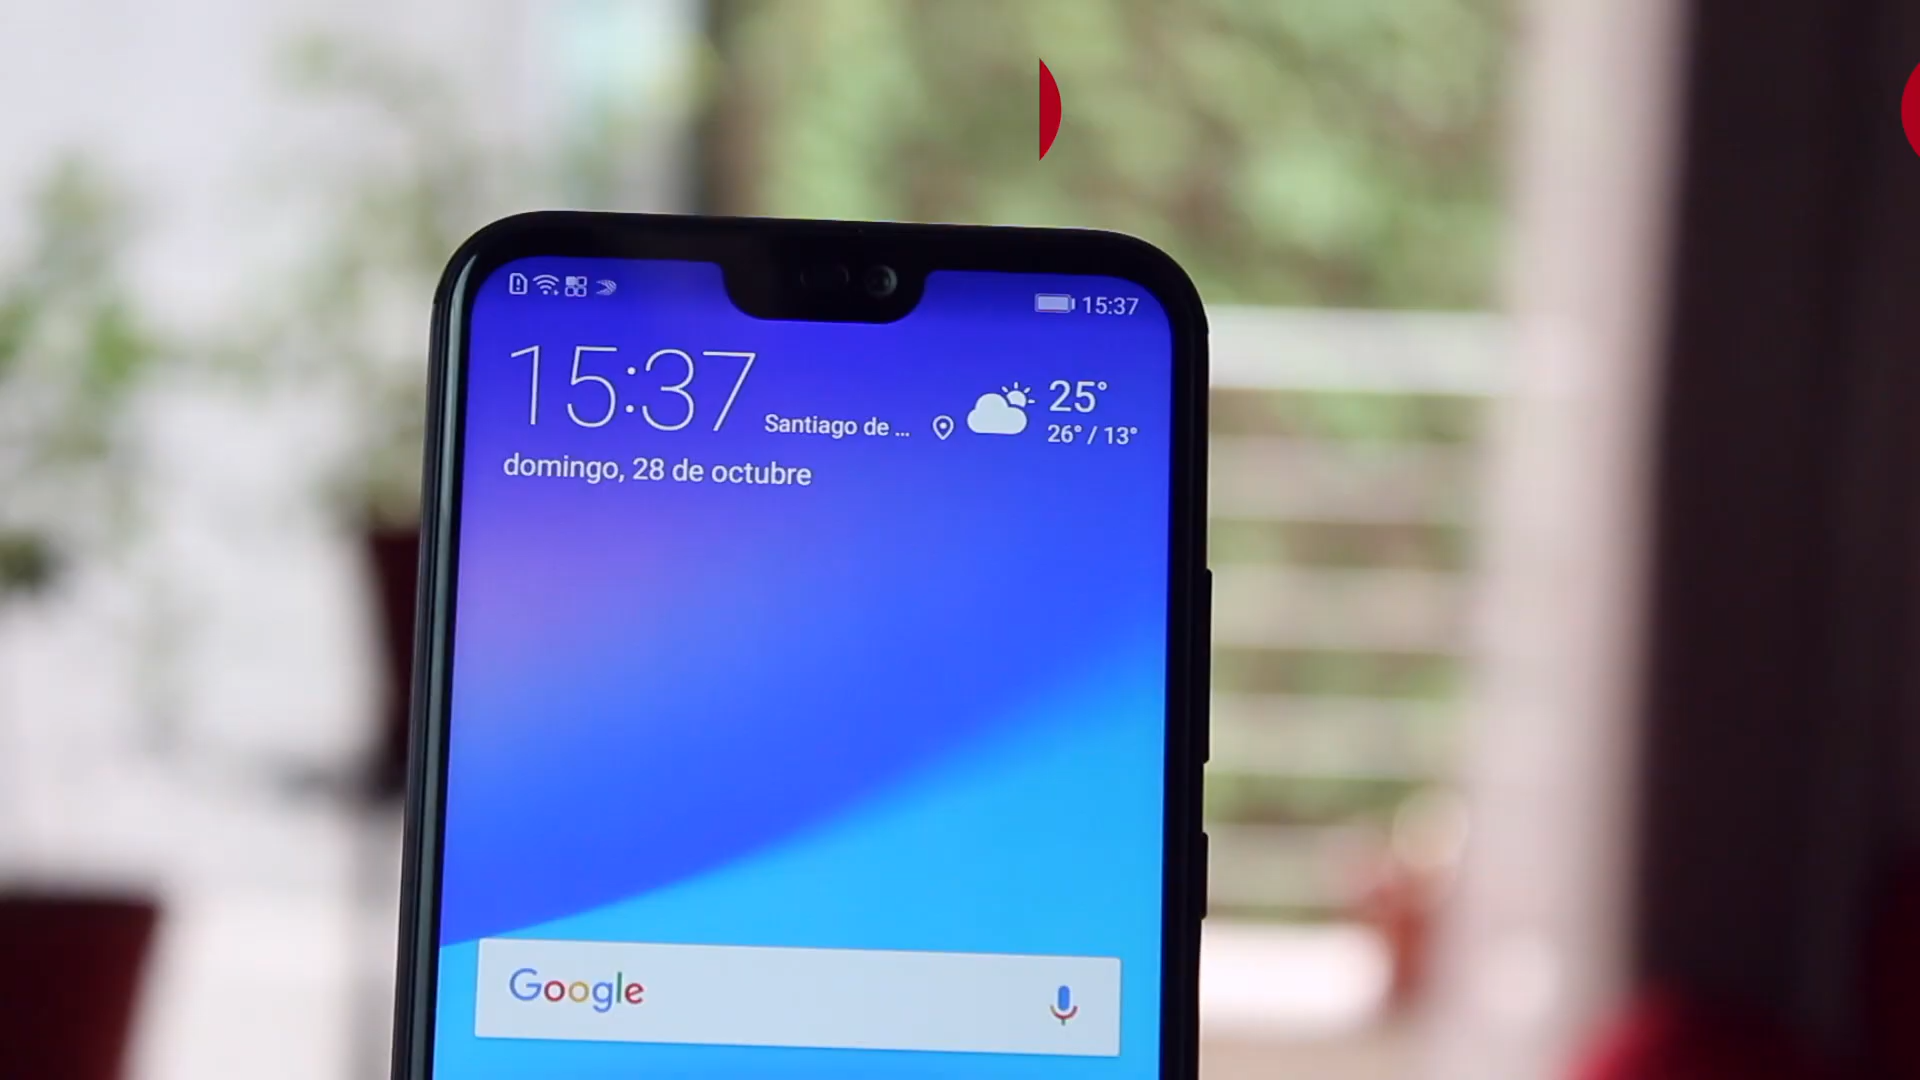 15:37
15:37
Santiago de ...
25°
26° / 13°
domingo, 28 de octubre
Google